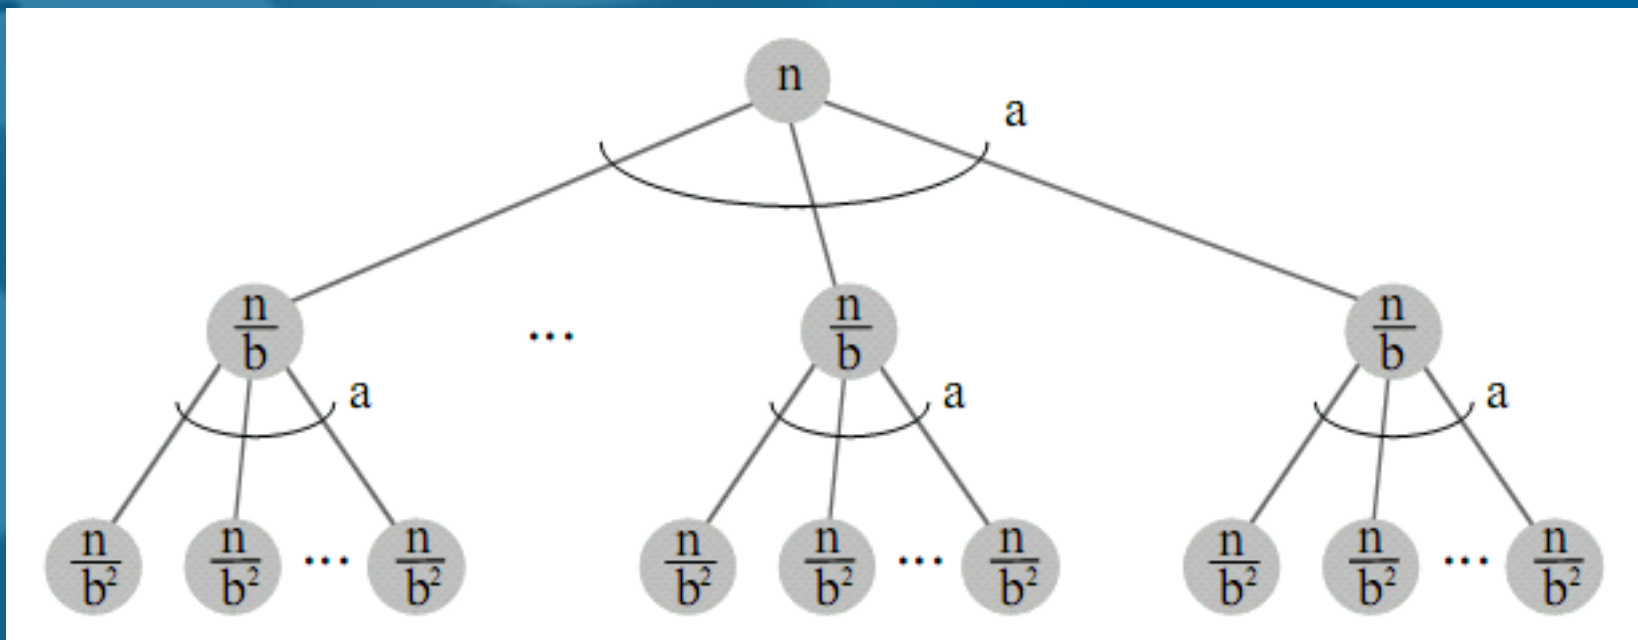 n
a
n/b ... n/b n/b
a a a
n/b² n/b² ... n/b² n/b² n/b² ... n/b² n/b² n/b² ... n/b²